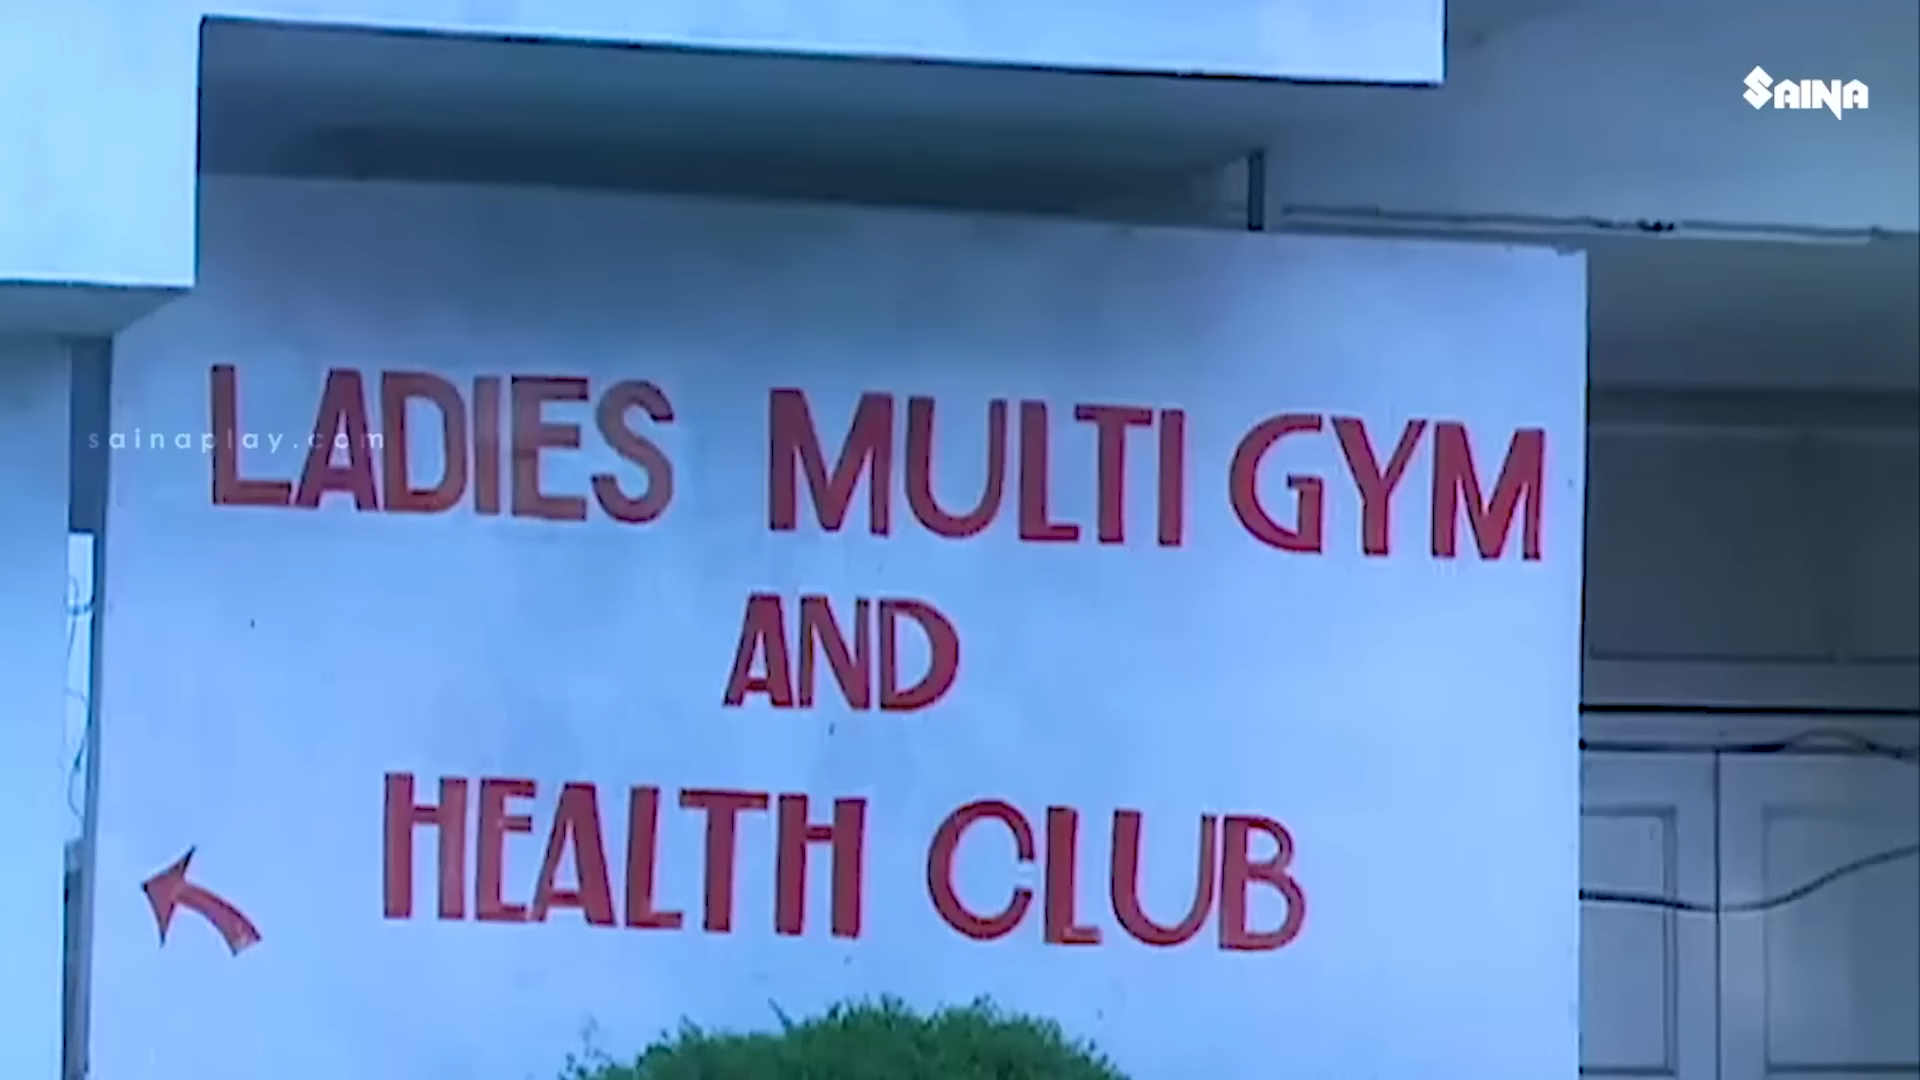 SAINA
LADIES MULTI GYM
sainaplay.com
AND
HEALTH CLUB